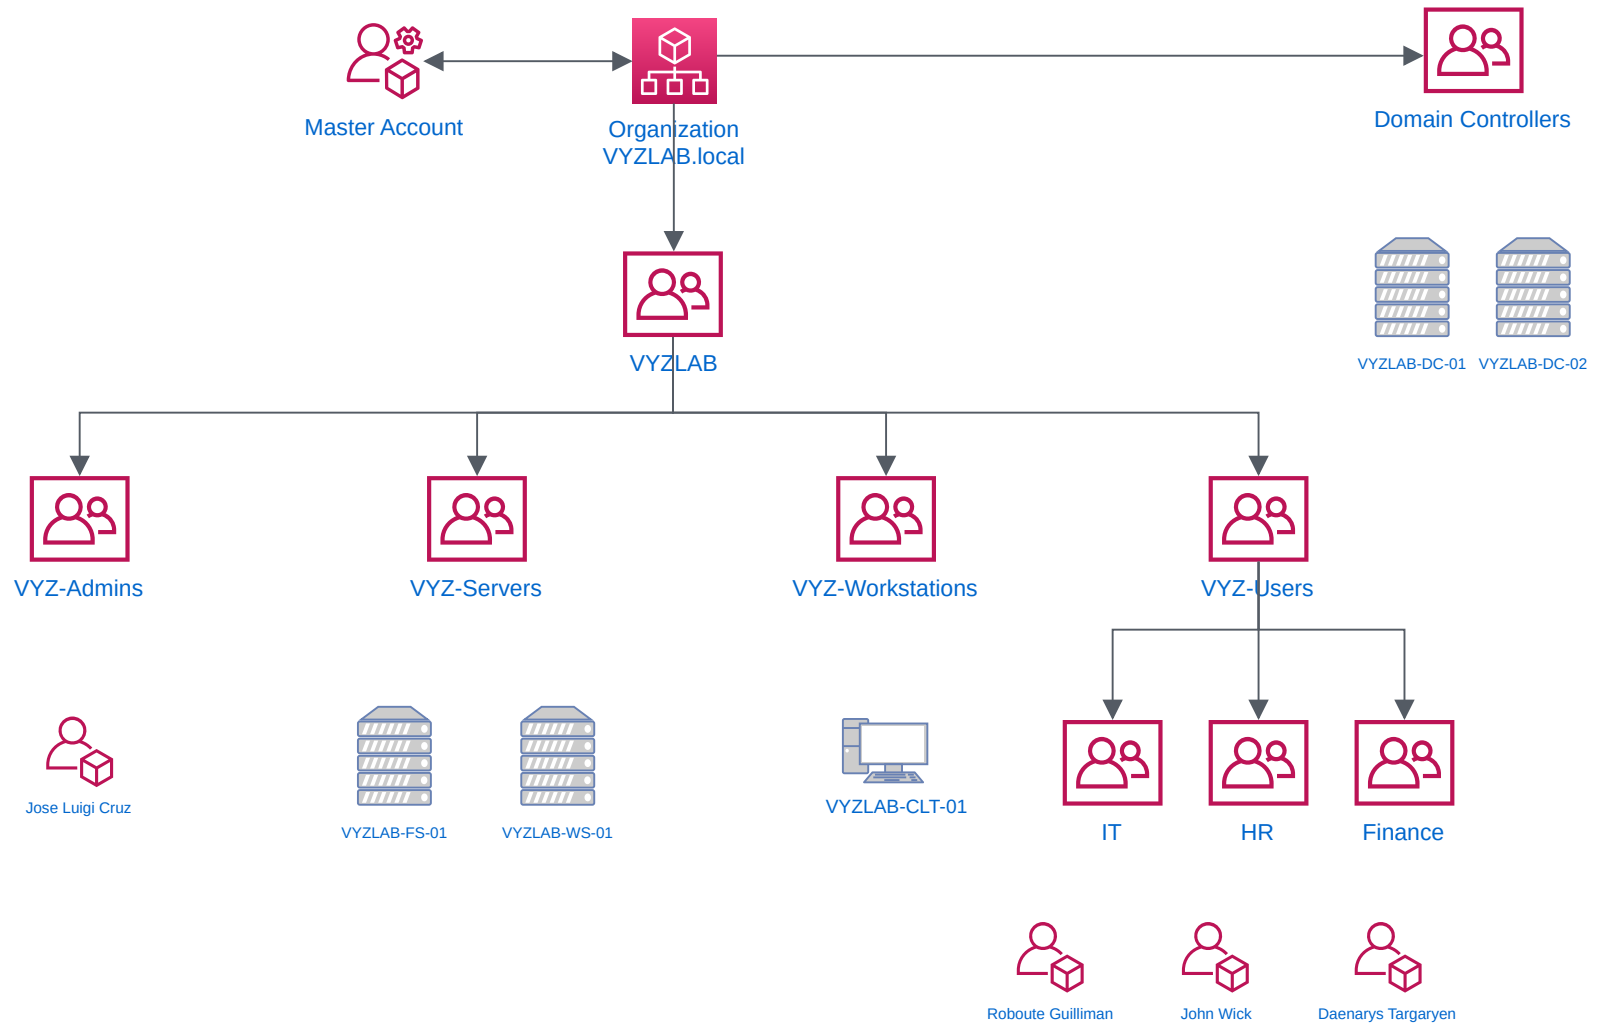 Master Account
Organization
VYZLAB.local
Domain Controllers
VYZLAB
VYZLAB-DC-01
VYZLAB-DC-02
VYZ-Admins
VYZ-Servers
VYZ-Workstations
VYZ-Users
Jose Luigi Cruz
VYZLAB-FS-01
VYZLAB-WS-01
VYZLAB-CLT-01
IT
HR
Finance
Roboute Guilliman
John Wick
Daenarys Targaryen